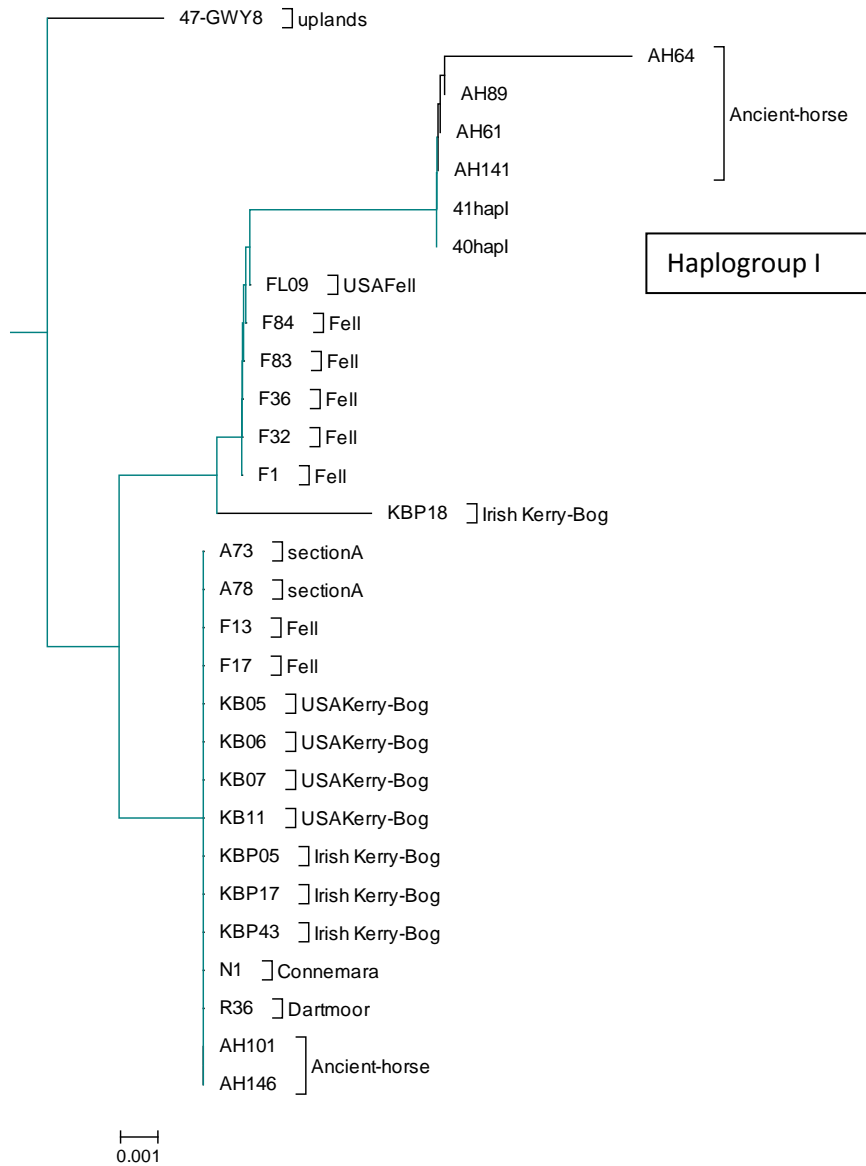 47-GWY8 uplands
AH64
AH89
Ancient-horse
AH61
AH141
41hapI
40hapI
Haplogroup I
FL09 USAFell
F84 Fell
F83 Fell
F36 Fell
F32 Fell
F1 Fell
KBP18 Irish Kerry-Bog
A73 sectionA
A78 sectionA
F13 Fell
F17 Fell
KB05 USAKerry-Bog
KB06 USAKerry-Bog
KB07 USAKerry-Bog
KB11 USAKerry-Bog
KBP05 Irish Kerry-Bog
KBP17 Irish Kerry-Bog
KBP43 Irish Kerry-Bog
N1 Connemara
R36 Dartmoor
AH101
Ancient-horse
AH146
0.001